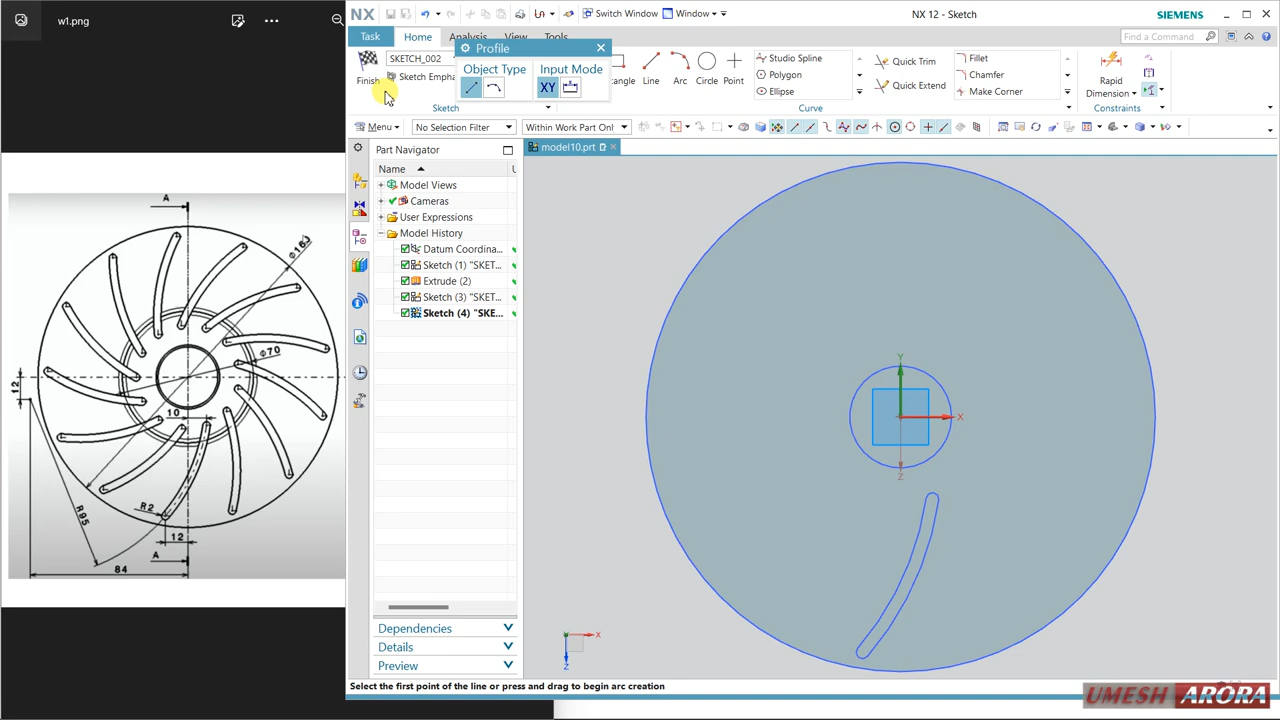 w1.png
NX
Switch Window
Window
NX 12 - Sketch
SIEMENS
Task
Home
Analysis
View
Tools
Find a Command
Profile
Object Type
Input Mode
XY
Finish
SKETCH_002
Sketch Empha
Sketch
Line
Arc
Circle
Point
Studio Spline
Polygon
Ellipse
Curve
Quick Trim
Quick Extend
Fillet
Chamfer
Make Corner
Rapid
Dimension
Constraints
Menu
No Selection Filter
Within Work Part Onl
Part Navigator
model10.prt
Name
Model Views
Cameras
User Expressions
Model History
Datum Coordina...
Sketch (1) "SKET...
Extrude (2)
Sketch (3) "SKET...
Sketch (4) "SKE...
Dependencies
Details
Preview
A
12
Φ70
10
R95
R2
12
A
84
Y
X
Z
X
Z
Select the first point of the line or press and drag to begin arc creation
UMESH ARORA